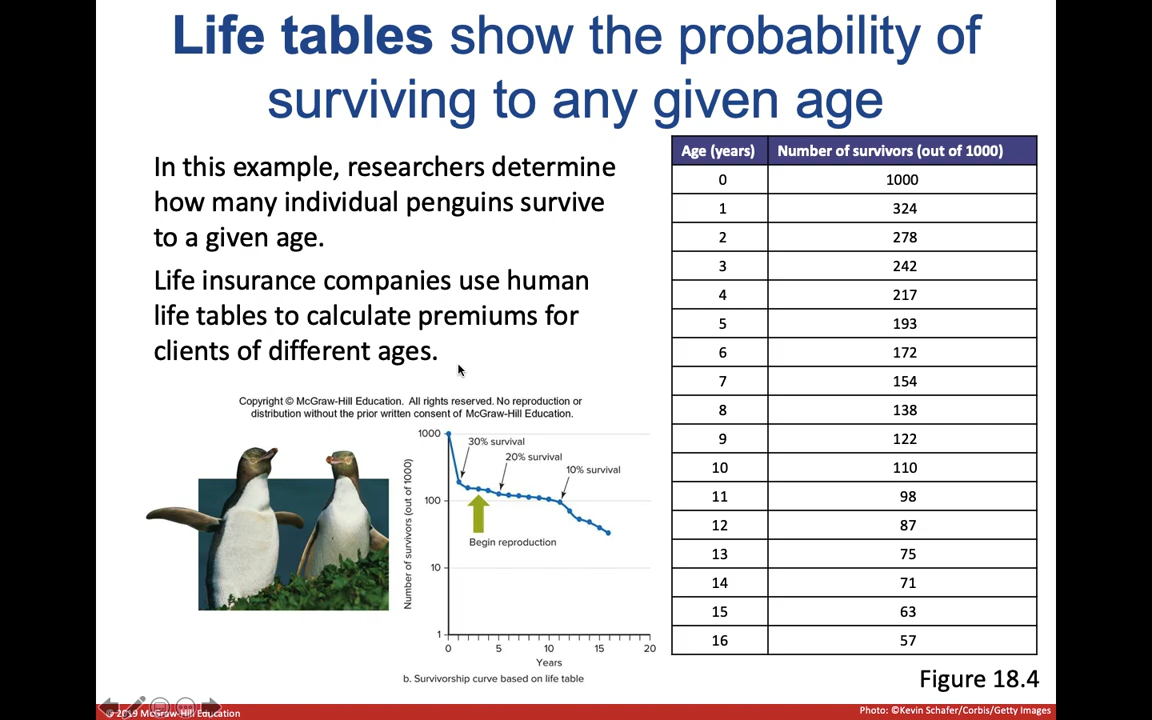 Life tables show the probability of
surviving to any given age
In this example, researchers determine
how many individual penguins survive
to a given age.
Life insurance companies use human
life tables to calculate premiums for
clients of different ages.
Copyright © McGraw-Hill Education. All rights reserved. No reproduction or
distribution without the prior written consent of McGraw-Hill Education.
Number of survivors (out of 1000)
1000
100
10
1
30% survival
20% survival
10% survival
Begin reproduction
0 5 10 15 20
Years
b. Survivorship curve based on life table
Age (years) Number of survivors (out of 1000)
0 1000
1 324
2 278
3 242
4 217
5 193
6 172
7 154
8 138
9 122
10 110
11 98
12 87
13 75
14 71
15 63
16 57
Figure 18.4
© 2019 McGraw-Hill Education
Photo: ©Kevin Schafer/Corbis/Getty Images